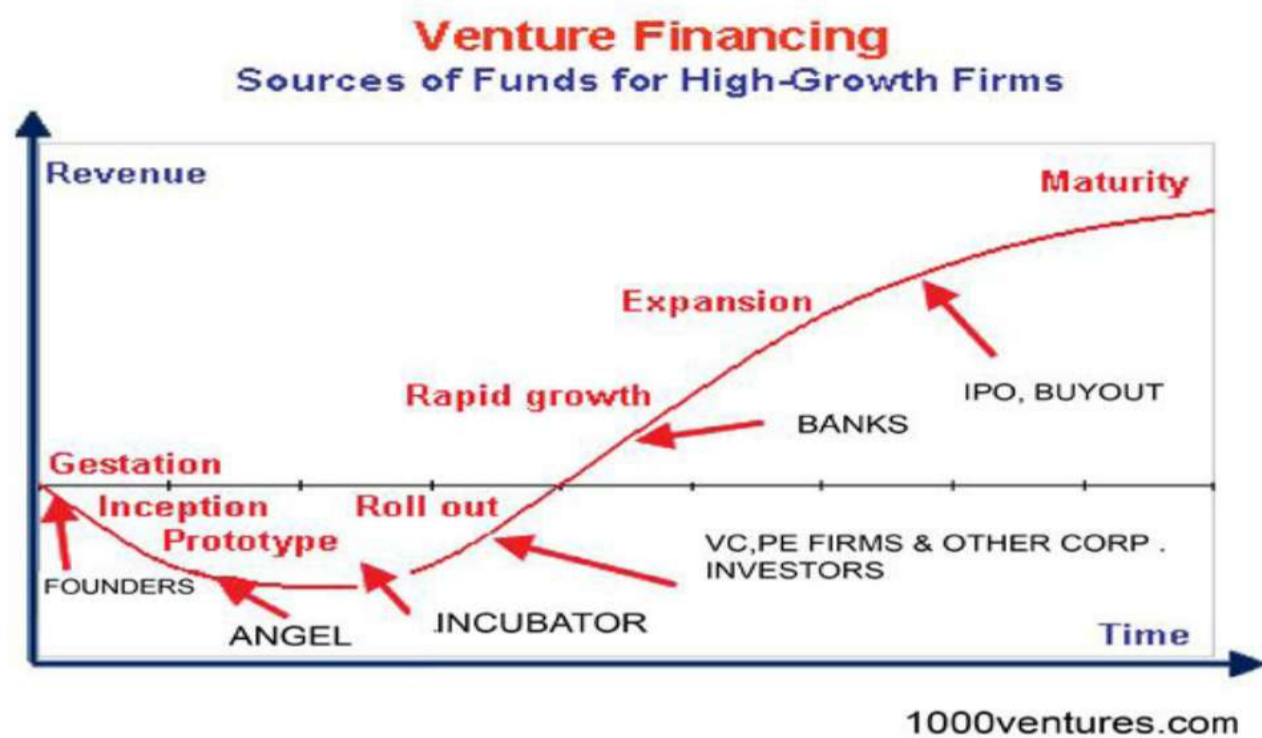 Venture Financing
Sources of Funds for High-Growth Firms
Revenue
Maturity
Expansion
IPO, BUYOUT
Rapid growth
BANKS
Gestation
Inception
Roll out
Prototype
VC,PE FIRMS & OTHER CORP .
INVESTORS
FOUNDERS
ANGEL
.INCUBATOR
Time
1000ventures.com